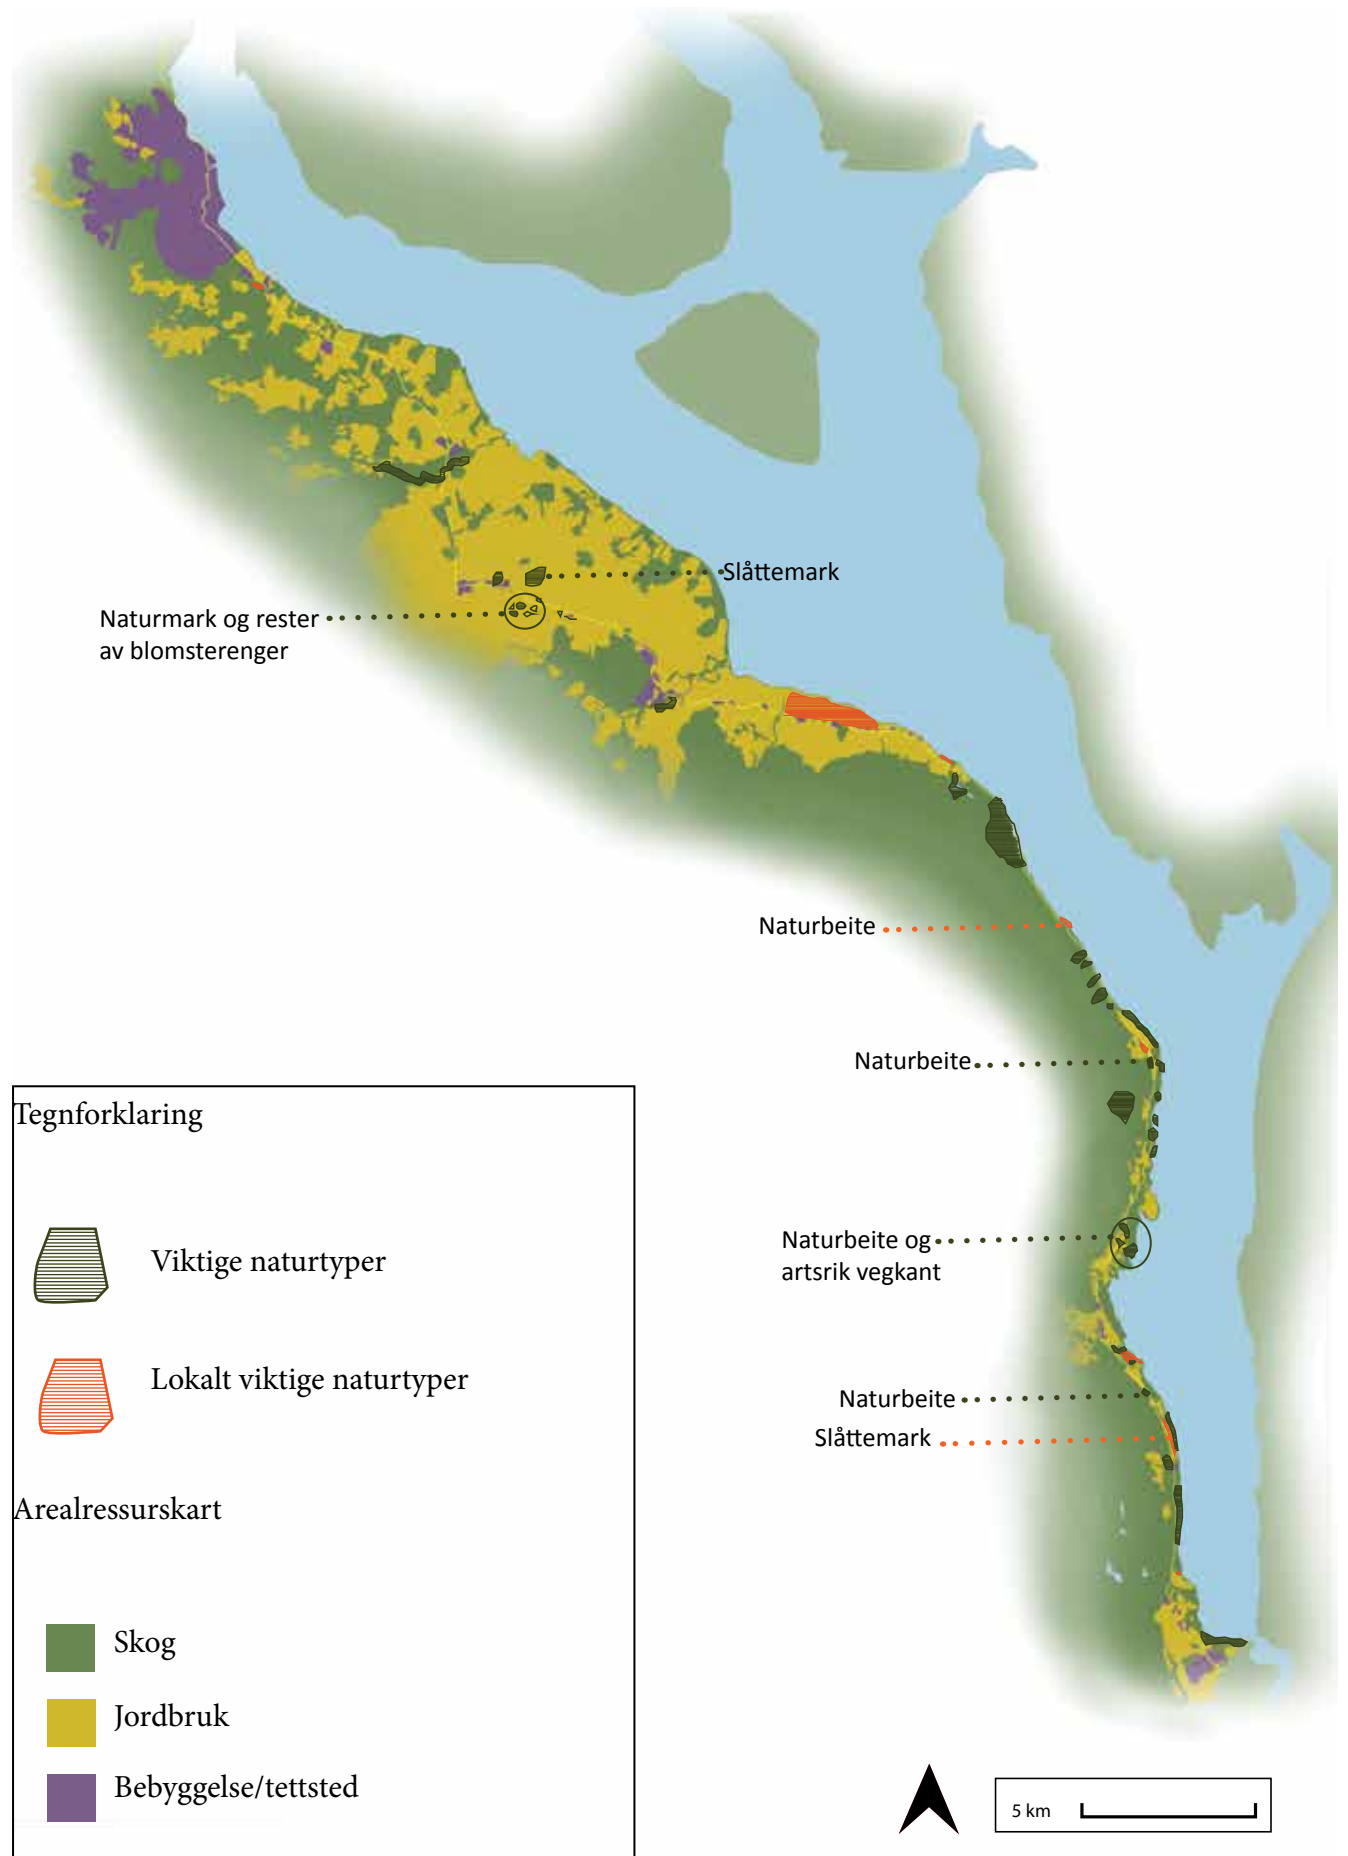 Slåttemark
Naturmark og rester
av blomsterenger
Naturbeite
Naturbeite
Naturbeite og
artsrik vegkant
Naturbeite
Slåttemark
Tegnforklaring
Viktige naturtyper
Lokalt viktige naturtyper
Arealressurskart
Skog
Jordbruk
Bebyggelse/tettsted
5 km